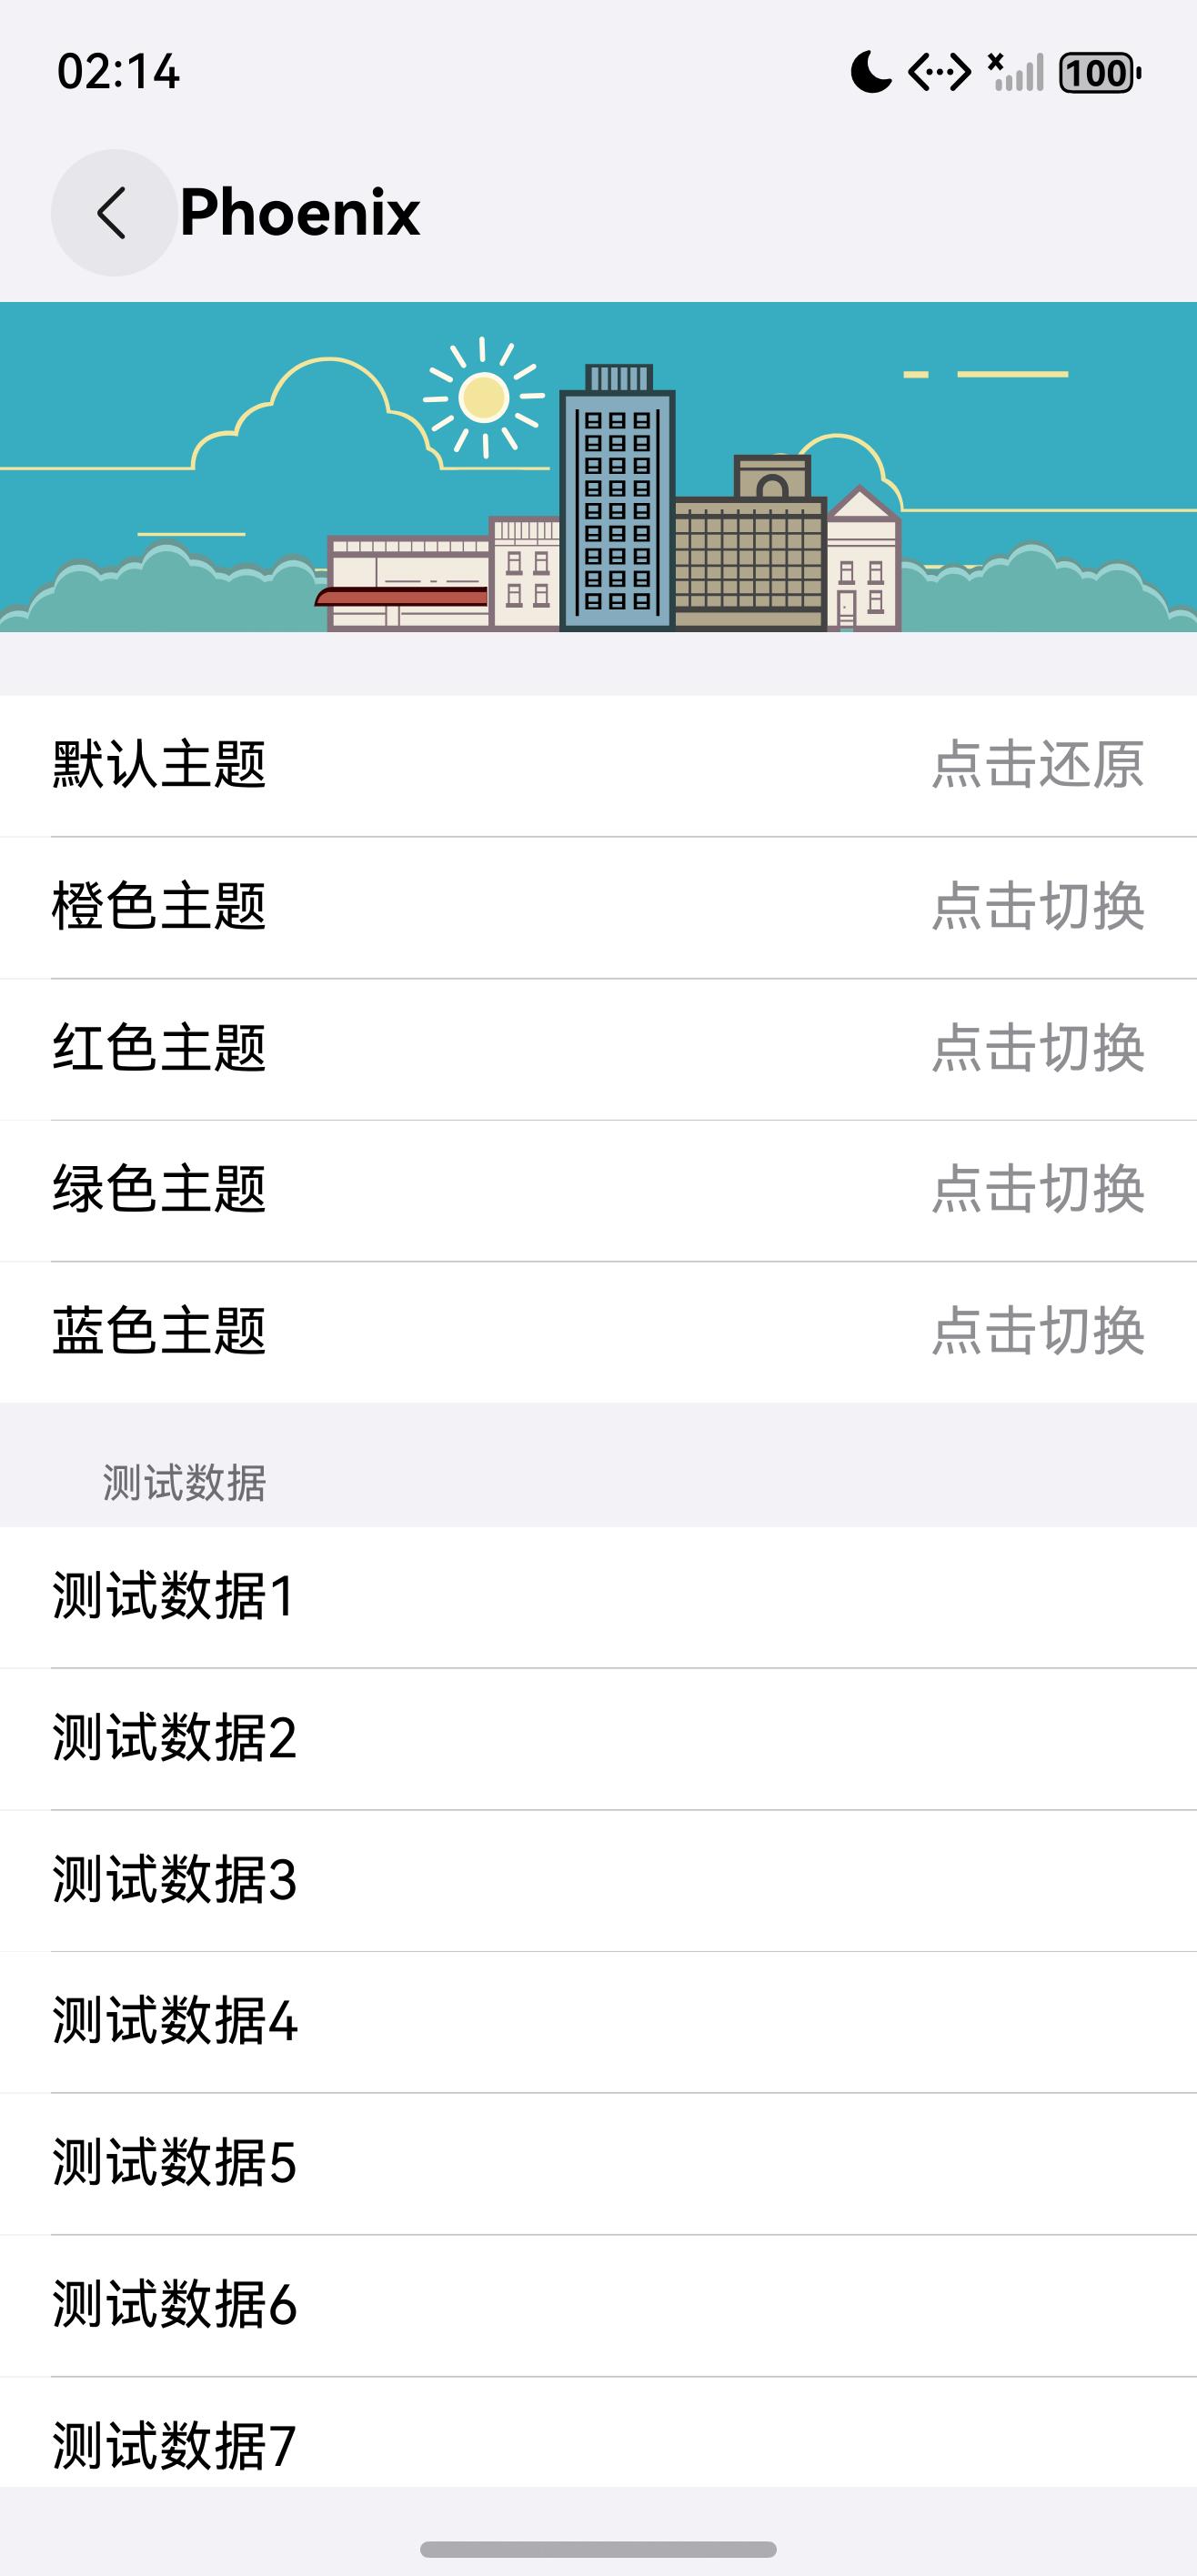 02:14
100
Phoenix
默认主题 点击还原
橙色主题 点击切换
红色主题 点击切换
绿色主题 点击切换
蓝色主题 点击切换
测试数据
测试数据1
测试数据2
测试数据3
测试数据4
测试数据5
测试数据6
测试数据7